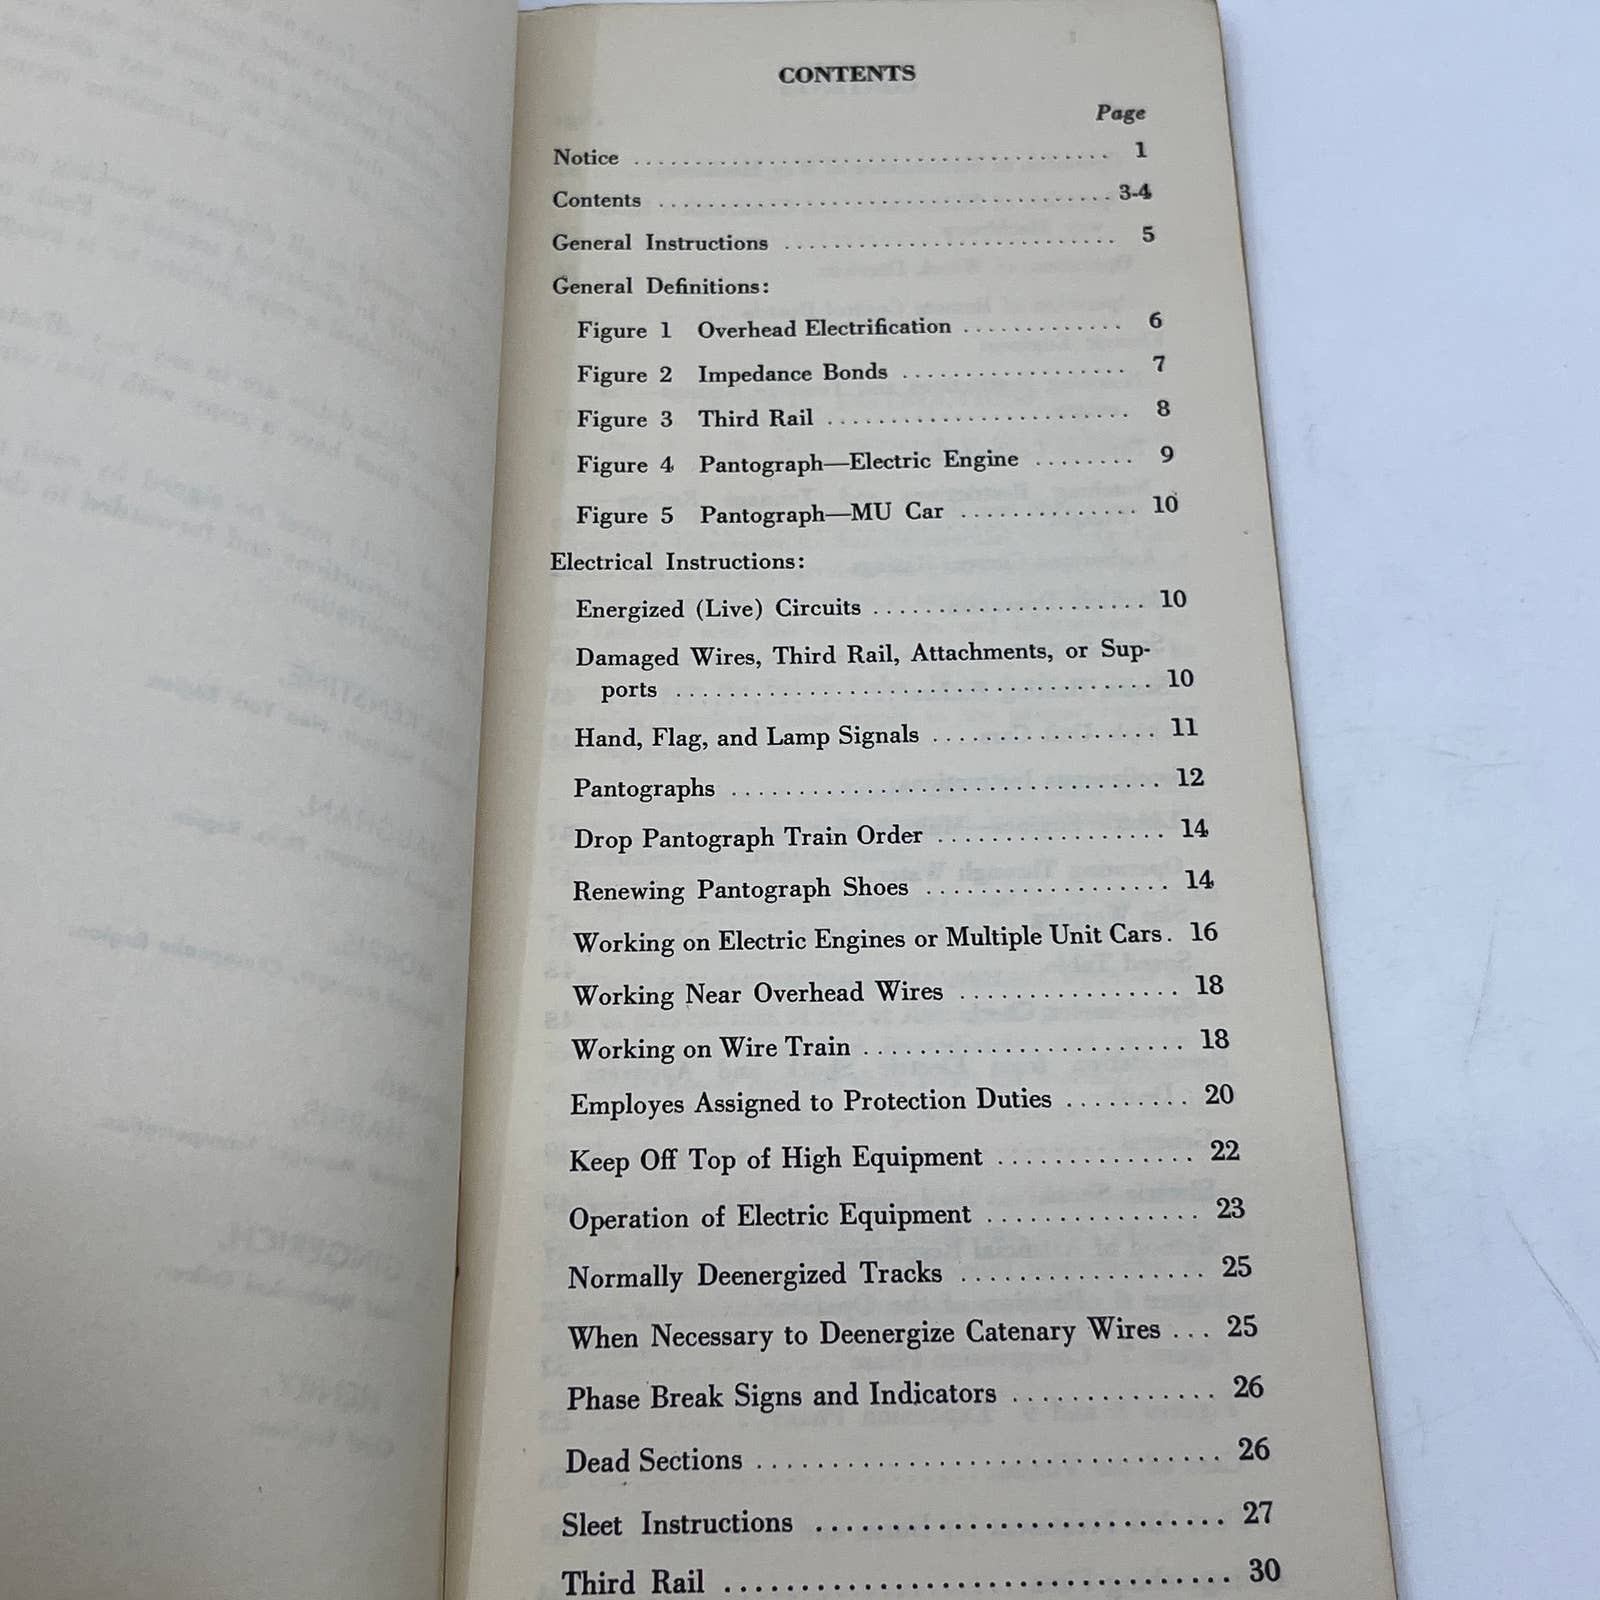 CONTENTS
Page
Notice ........................................ 1
Contents ..................................... 3-4
General Instructions ........................... 5
General Definitions:
Figure 1 Overhead Electrification ............. 6
Figure 2 Impedance Bonds .................. 7
Figure 3 Third Rail ........................ 8
Figure 4 Pantograph—Electric Engine ........ 9
Figure 5 Pantograph—MU Car .............. 10
Electrical Instructions:
Energized (Live) Circuits ...................... 10
Damaged Wires, Third Rail, Attachments, or Sup-
ports .................................... 10
Hand, Flag, and Lamp Signals .................. 11
Pantographs ................................. 12
Drop Pantograph Train Order .................. 14
Renewing Pantograph Shoes ................... 14
Working on Electric Engines or Multiple Unit Cars. 16
Working Near Overhead Wires ................. 18
Working on Wire Train ........................ 18
Employes Assigned to Protection Duties ......... 20
Keep Off Top of High Equipment ............... 22
Operation of Electric Equipment ................ 23
Normally Deenergized Tracks .................. 25
When Necessary to Deenergize Catenary Wires ... 25
Phase Break Signs and Indicators ............... 26
Dead Sections ................................ 26
Sleet Instructions ............................ 27
Third Rail ................................... 30